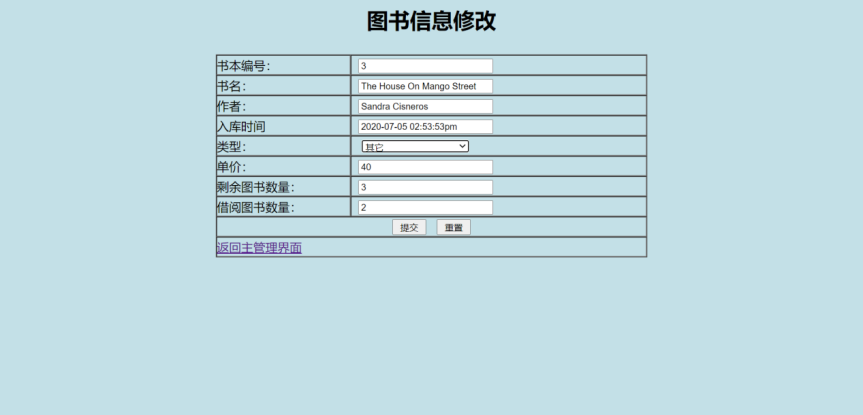 图书信息修改
书本编号： 3
书名： The House On Mango Street
作者： Sandra Cisneros
入库时间 2020-07-05 02:53:53pm
类型： 其它
单价： 40
剩余图书数量： 3
借阅图书数量： 2
提交 重置
返回主管理界面